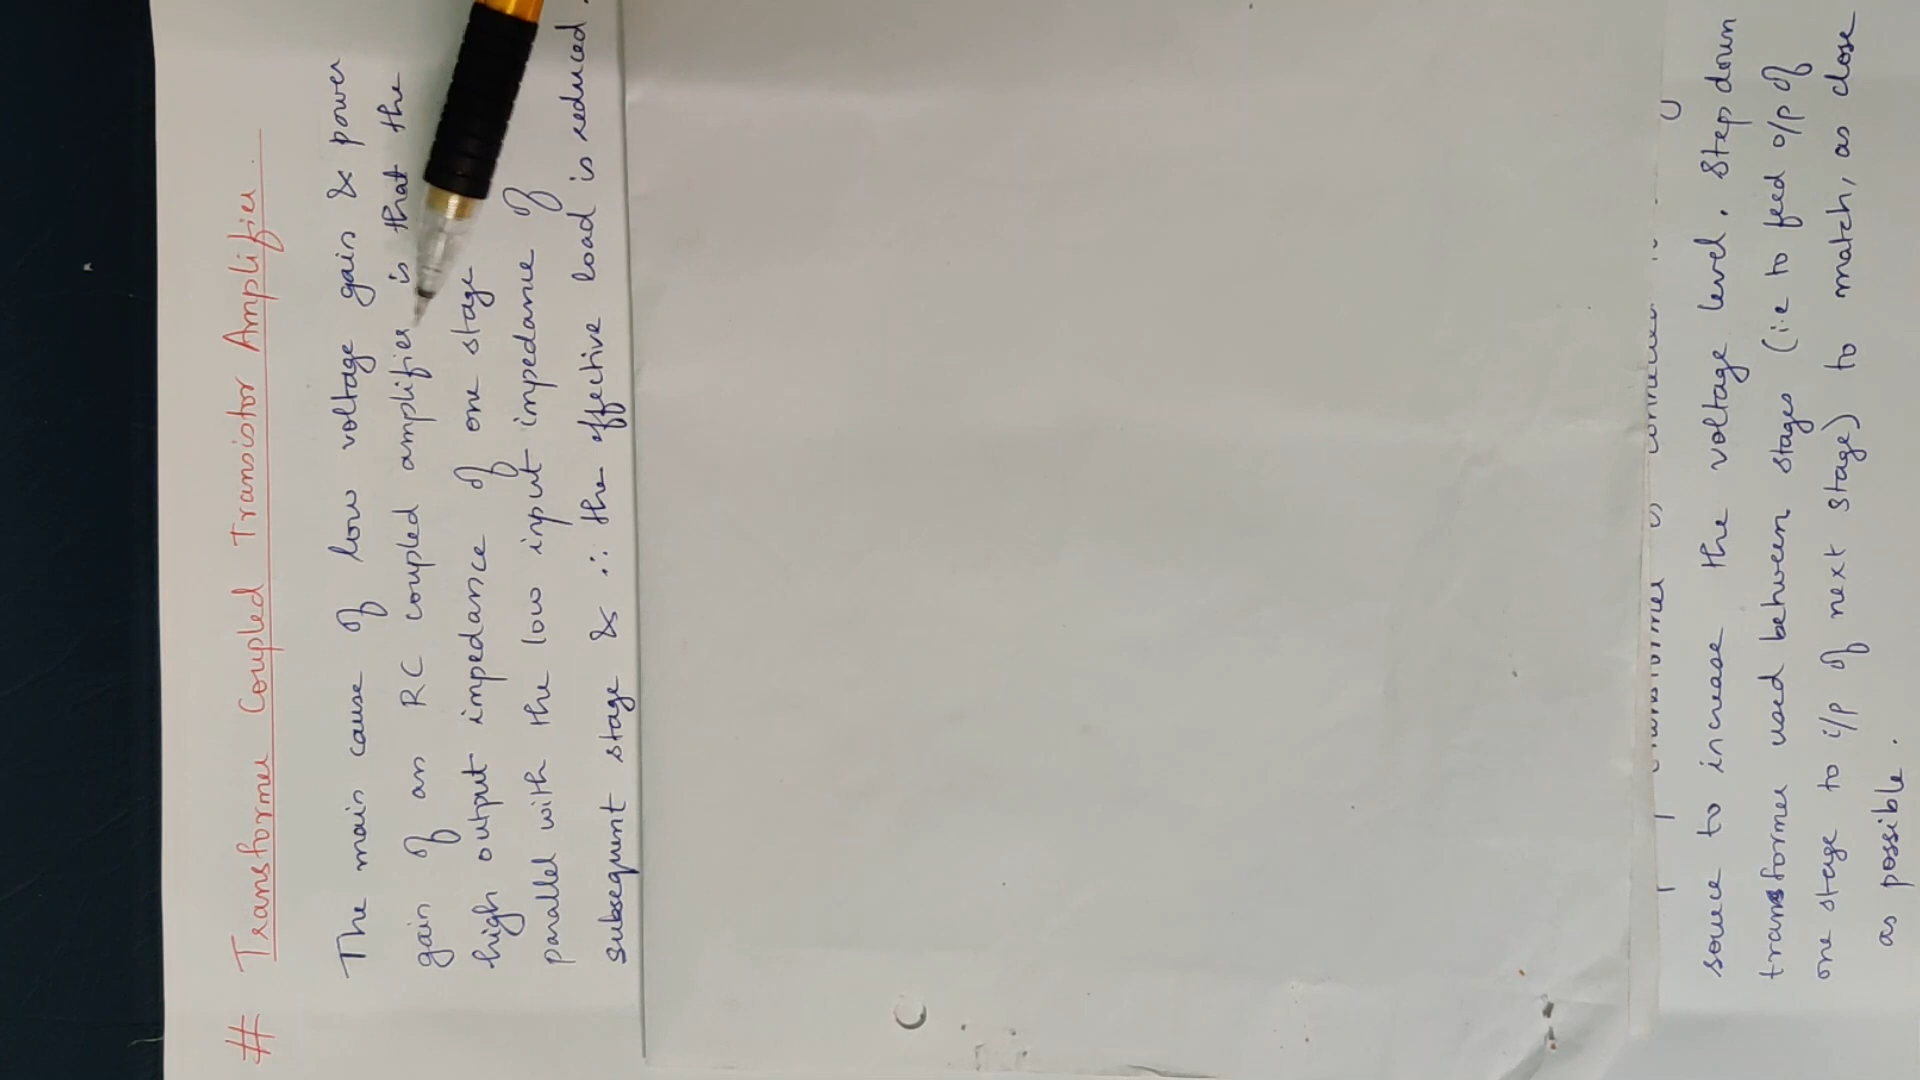 # Transformer Coupled Transistor Amplifier.
The main cause of low voltage gain & power
gain of an RC coupled amplifier is that the
high output impedance of one stage
parallel with the low input impedance of
subsequent stage & ∴ the effective load is reduced.
source to increase the voltage level. Step down
transformer used between stages (i.e to feed o/p of
one stage to i/p of next stage) to match, as close
as possible.